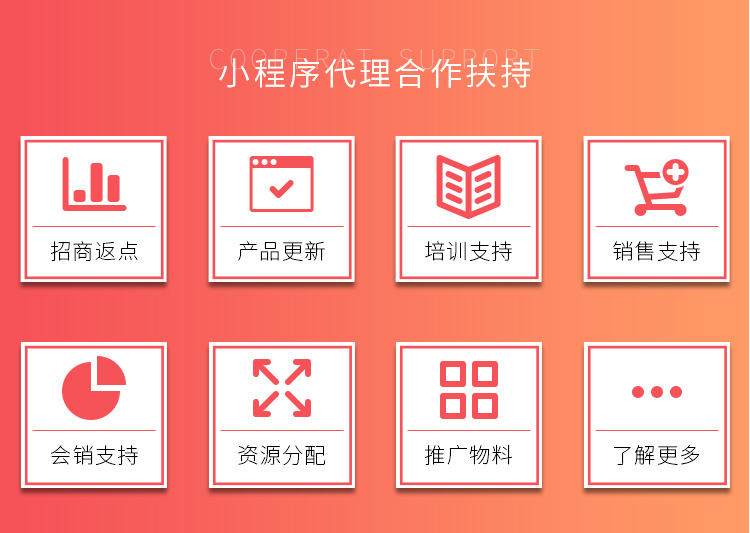 COOPERAT SUPPORT
小程序代理合作扶持
招商返点
产品更新
培训支持
销售支持
会销支持
资源分配
推广物料
了解更多